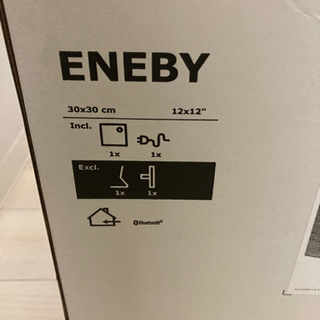 ENEBY
30x30 cm 12x12"
Incl.
1x 1x
Excl.
1x 1x
Bluetooth®